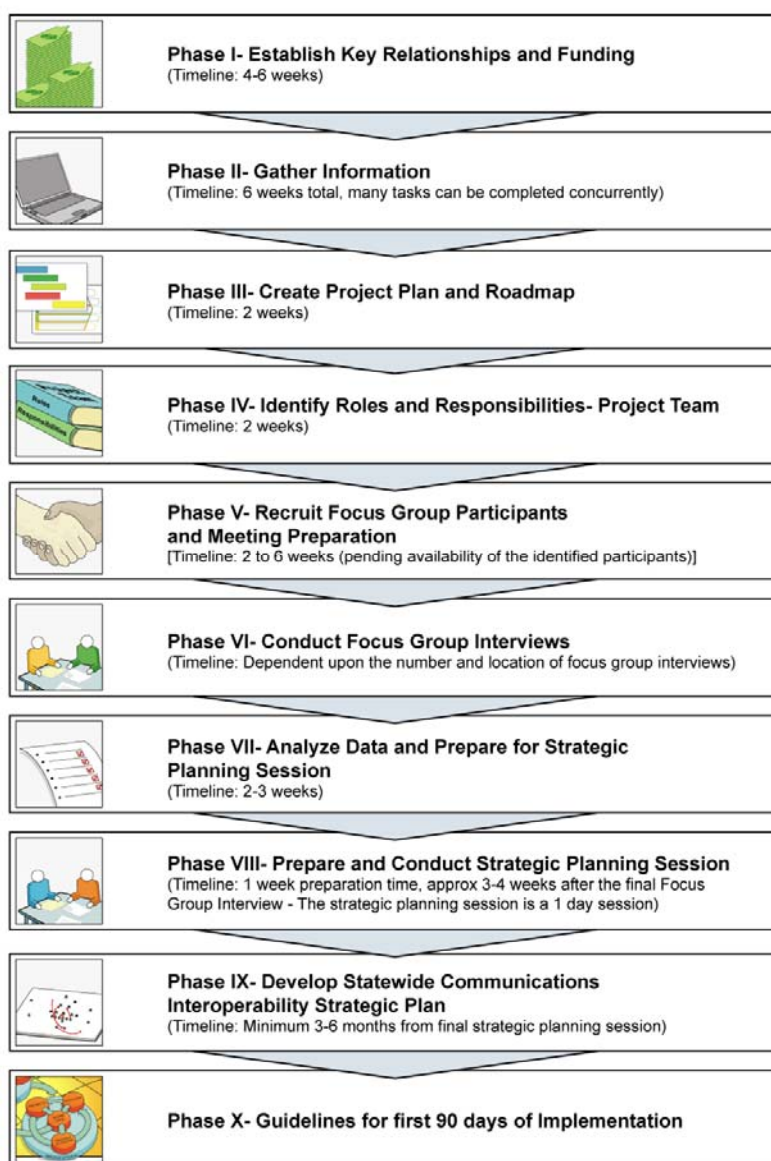 Phase I- Establish Key Relationships and Funding
(Timeline: 4-6 weeks)
Phase II- Gather Information
(Timeline: 6 weeks total, many tasks can be completed concurrently)
Phase III- Create Project Plan and Roadmap
(Timeline: 2 weeks)
Roles
Responsibilities
Phase IV- Identify Roles and Responsibilities- Project Team
(Timeline: 2 weeks)
Phase V- Recruit Focus Group Participants
and Meeting Preparation
[Timeline: 2 to 6 weeks (pending availability of the identified participants)]
Phase VI- Conduct Focus Group Interviews
(Timeline: Dependent upon the number and location of focus group interviews)
Phase VII- Analyze Data and Prepare for Strategic
Planning Session
(Timeline: 2-3 weeks)
Phase VIII- Prepare and Conduct Strategic Planning Session
(Timeline: 1 week preparation time, approx 3-4 weeks after the final Focus
Group Interview - The strategic planning session is a 1 day session)
Phase IX- Develop Statewide Communications
Interoperability Strategic Plan
(Timeline: Minimum 3-6 months from final strategic planning session)
Phase X- Guidelines for first 90 days of Implementation